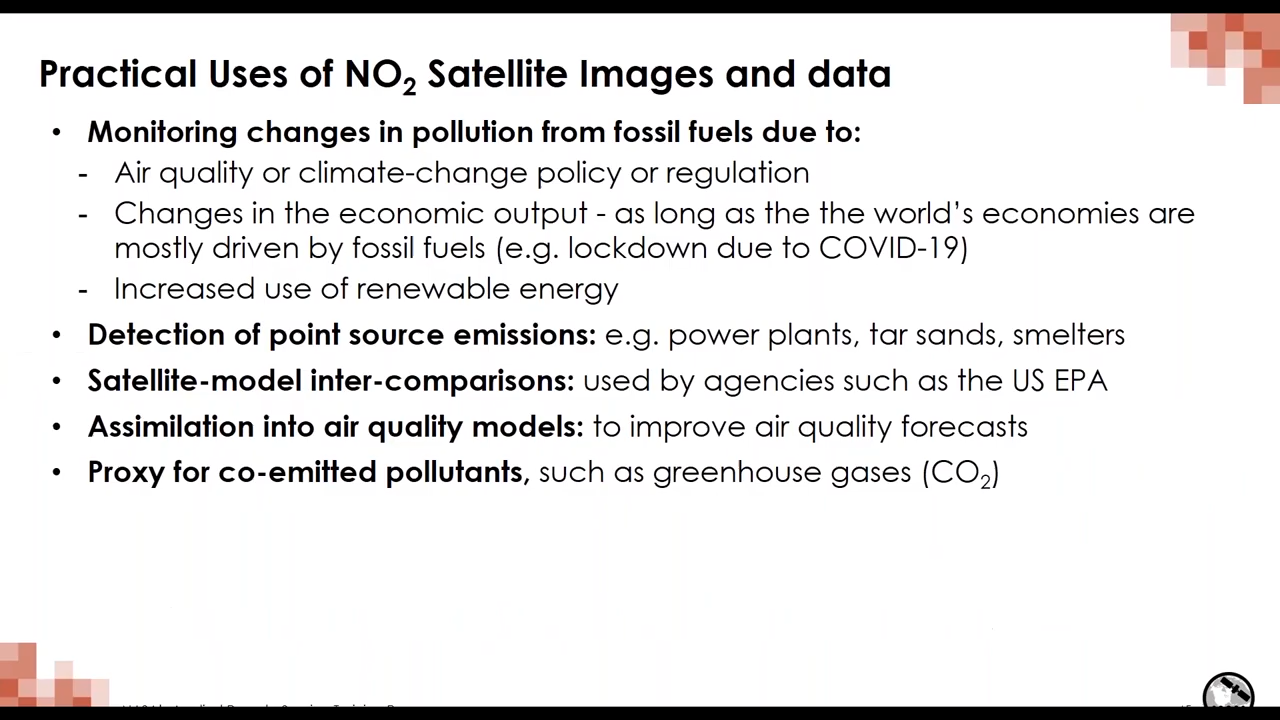 Practical Uses of NO₂ Satellite Images and data
• Monitoring changes in pollution from fossil fuels due to:
- Air quality or climate-change policy or regulation
- Changes in the economic output - as long as the the world’s economies are
mostly driven by fossil fuels (e.g. lockdown due to COVID-19)
- Increased use of renewable energy
• Detection of point source emissions: e.g. power plants, tar sands, smelters
• Satellite-model inter-comparisons: used by agencies such as the US EPA
• Assimilation into air quality models: to improve air quality forecasts
• Proxy for co-emitted pollutants, such as greenhouse gases (CO₂)